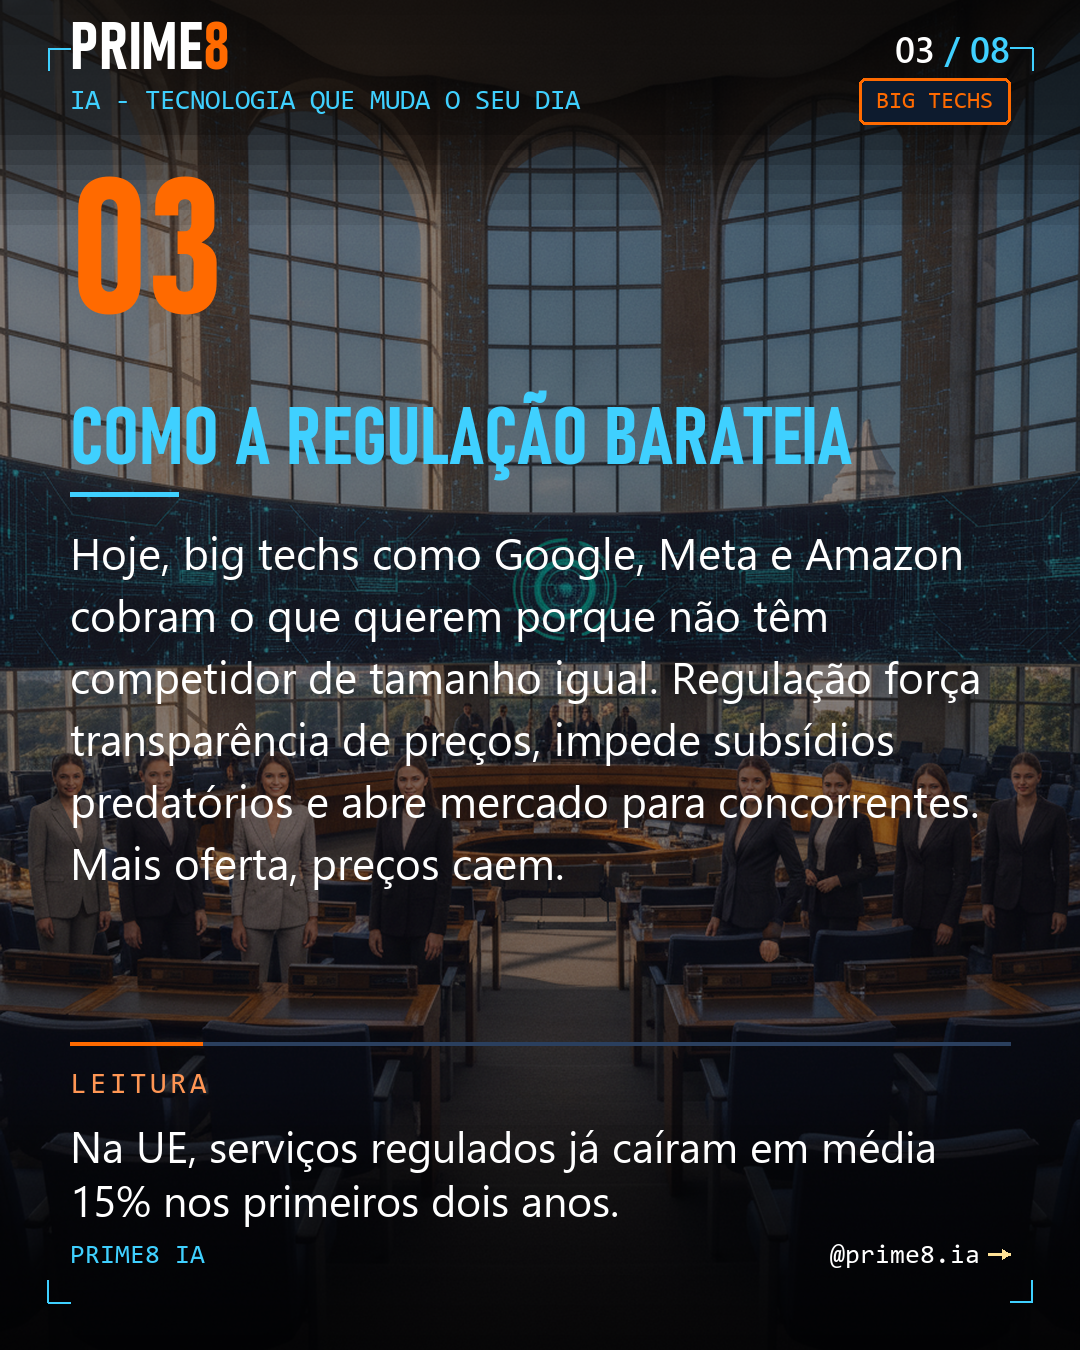 PRIME8
03 / 08
IA - TECNOLOGIA QUE MUDA O SEU DIA
BIG TECHS
03
COMO A REGULAÇÃO BARATEIA
Hoje, big techs como Google, Meta e Amazon
cobram o que querem porque não têm
competidor de tamanho igual. Regulação força
transparência de preços, impede subsídios
predatórios e abre mercado para concorrentes.
Mais oferta, preços caem.
LEITURA
Na UE, serviços regulados já caíram em média
15% nos primeiros dois anos.
PRIME8 IA
@prime8.ia